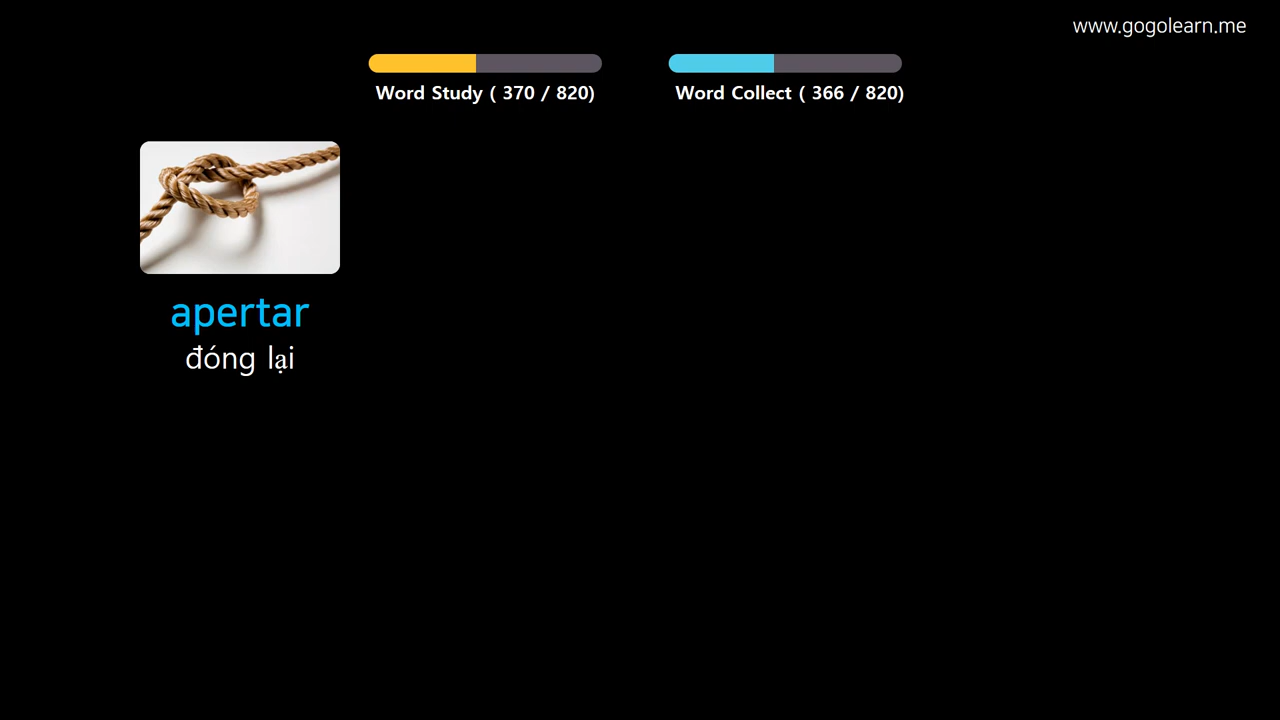 www.gogolearn.me
Word Study ( 370 / 820)
Word Collect ( 366 / 820)
apertar
đóng lại